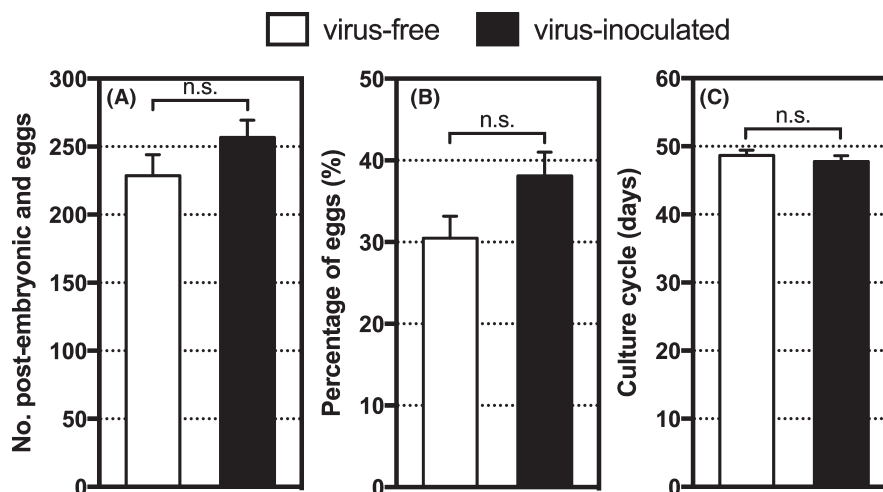 virus-free virus-inoculated
(A)
n.s.
No. post-embryonic and eggs
300
250
200
150
100
50
0
(B)
n.s.
Percentage of eggs (%)
50
40
30
20
10
0
(C)
n.s.
Culture cycle (days)
60
50
40
30
20
10
0